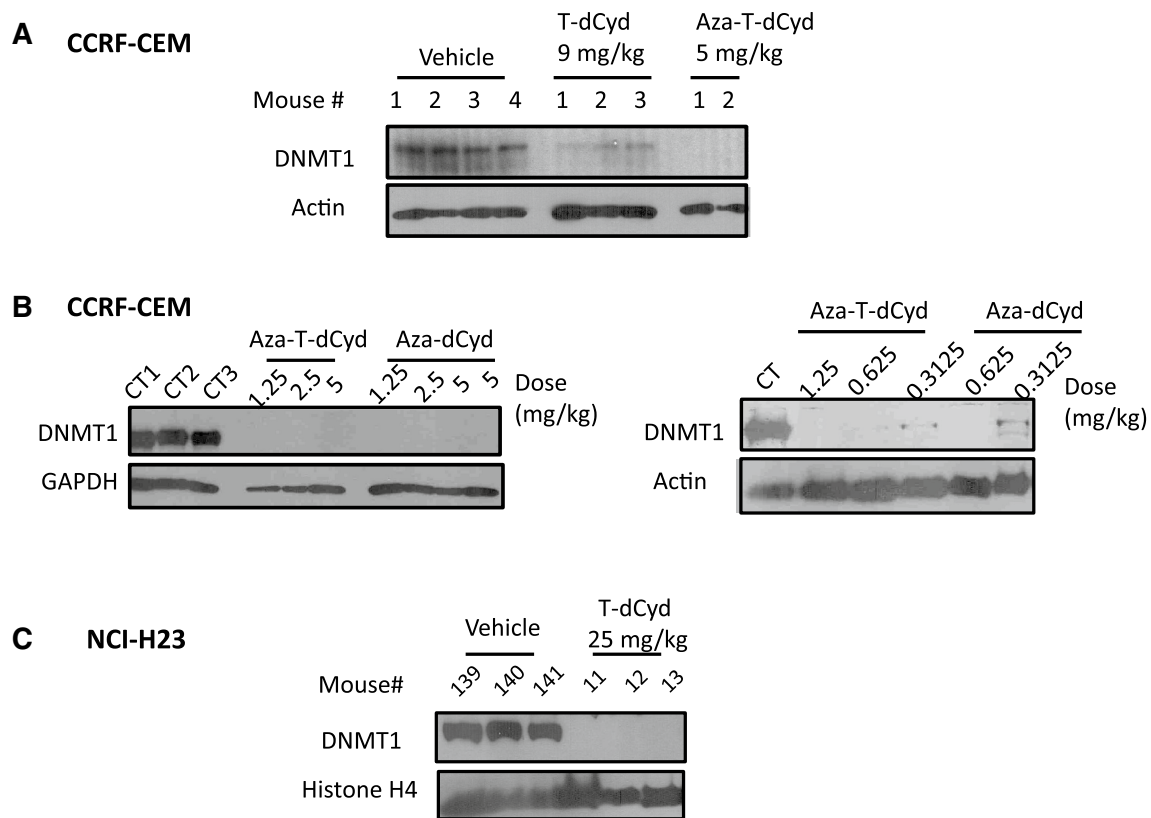 A CCRF-CEM
T-dCyd Aza-T-dCyd
Vehicle 9 mg/kg 5 mg/kg
Mouse # 1 2 3 4 1 2 3 1 2
DNMT1
Actin
B CCRF-CEM
Aza-T-dCyd Aza-dCyd
CT1 CT2 CT3 1.25 2.5 5 1.25 2.5 5 5 Dose
(mg/kg)
DNMT1
GAPDH
Aza-T-dCyd Aza-dCyd
CT 1.25 0.625 0.3125 0.625 0.3125 Dose
(mg/kg)
DNMT1
Actin
C NCI-H23
T-dCyd
Vehicle 25 mg/kg
Mouse# 139 140 141 11 12 13
DNMT1
Histone H4